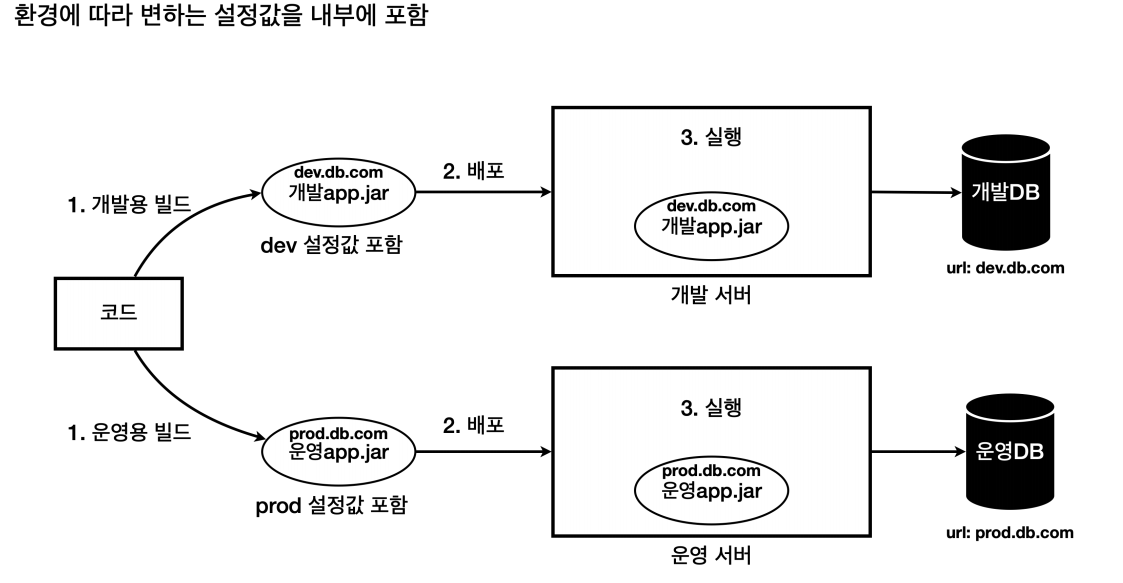 환경에 따라 변하는 설정값을 내부에 포함
1. 개발용 빌드
dev.db.com
개발app.jar
dev 설정값 포함
2. 배포
3. 실행
dev.db.com
개발app.jar
개발 서버
개발DB
url: dev.db.com
코드
1. 운영용 빌드
prod.db.com
운영app.jar
prod 설정값 포함
2. 배포
3. 실행
prod.db.com
운영app.jar
운영 서버
운영DB
url: prod.db.com